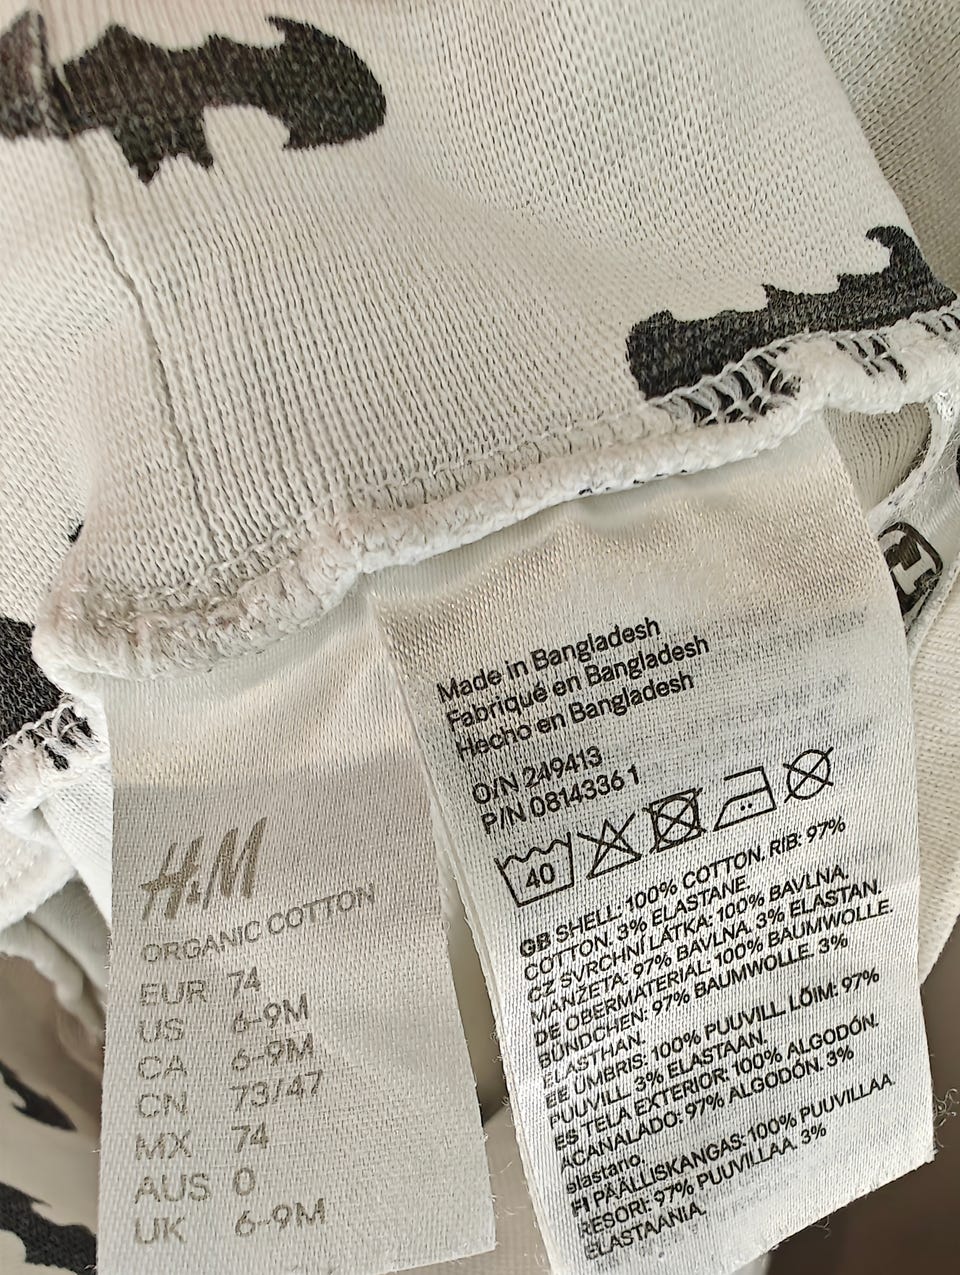 H&M
ORGANIC COTTON
EUR 74
US 6-9M
CA 6-9M
CN 73/47
MX 74
AUS 0
UK 6-9M
Made in Bangladesh
Fabriqué en Bangladesh
Hecho en Bangladesh
O/N 249413
P/N 08143361
40
GB SHELL: 100% COTTON. RIB: 97%
COTTON. 3% ELASTANE.
CZ SVRCHNÍ LÁTKA: 100% BAVLNA.
MANŽETA: 97% BAVLNA. 3% ELASTAN.
DE OBERMATERIAL: 100% BAUMWOLLE.
BÜNDCHEN: 97% BAUMWOLLE. 3%
ELASTHAN.
EE ÜMBRIS: 100% PUUVILL LÕIM: 97%
PUUVILL. 3% ELASTAAN.
ES TELA EXTERIOR: 100% ALGODÓN.
ACANALADO: 97% ALGODÓN. 3%
elastano.
FI PÄÄLLISKANGAS: 100% PUUVILLAA.
RESORI: 97% PUUVILLAA. 3%
ELASTAANIA.